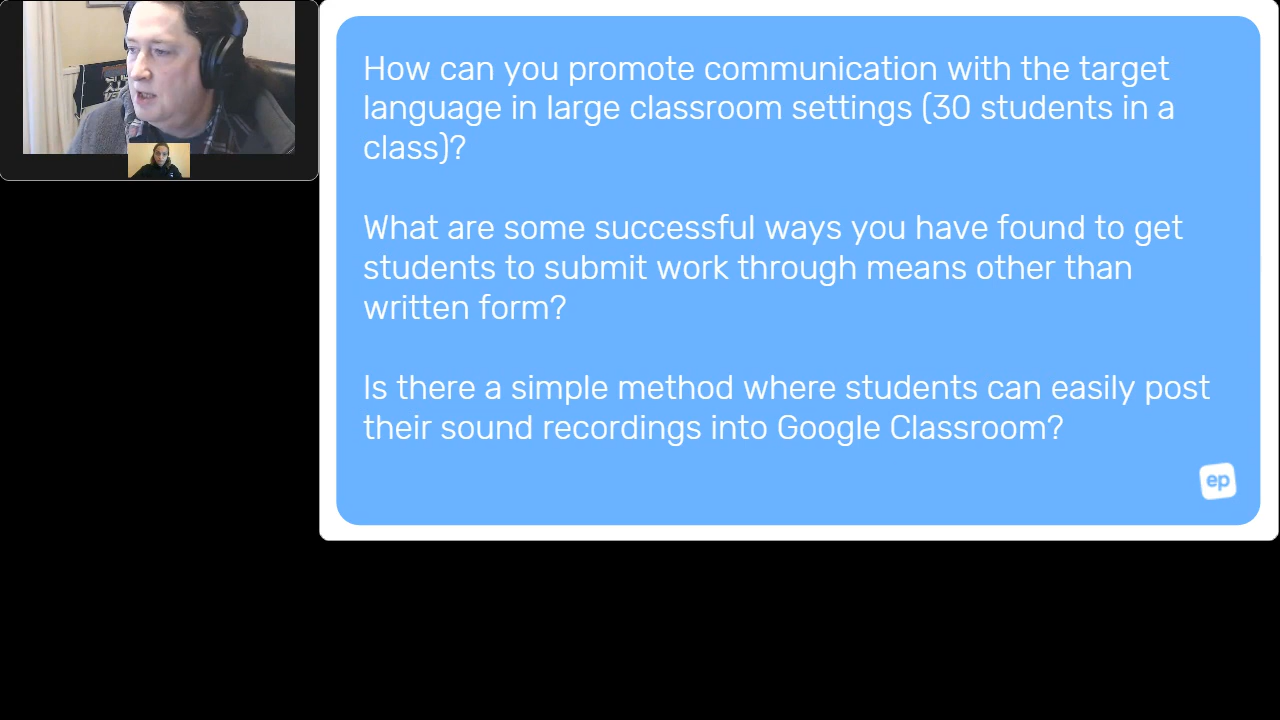 How can you promote communication with the target
language in large classroom settings (30 students in a
class)?
What are some successful ways you have found to get
students to submit work through means other than
written form?
Is there a simple method where students can easily post
their sound recordings into Google Classroom?
ep